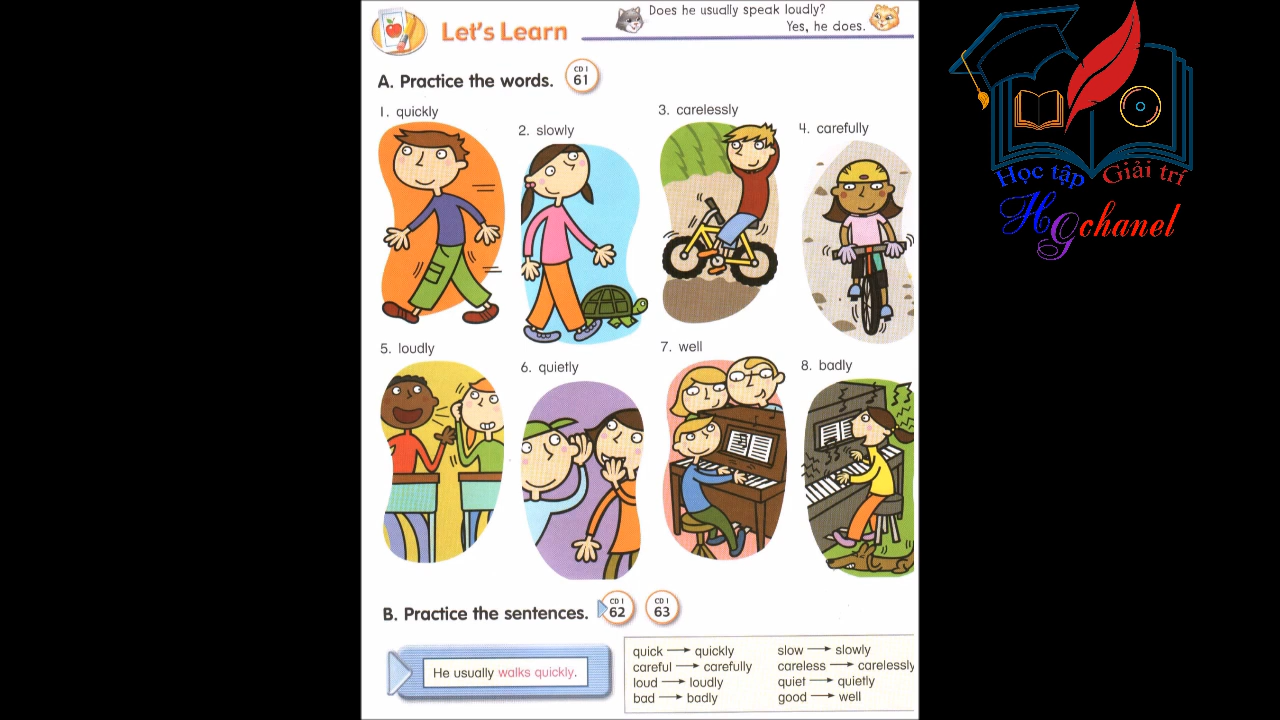 Let's Learn
Does he usually speak loudly?
Yes, he does.
A. Practice the words.
CD 1
61
1. quickly
2. slowly
3. carelessly
4. carefully
5. loudly
6. quietly
7. well
8. badly
B. Practice the sentences.
CD 1
62
CD 1
63
He usually walks quickly.
quick → quickly
careful → carefully
loud → loudly
bad → badly
slow → slowly
careless → carelessly
quiet → quietly
good → well
Học tập
Giải trí
HGchanel